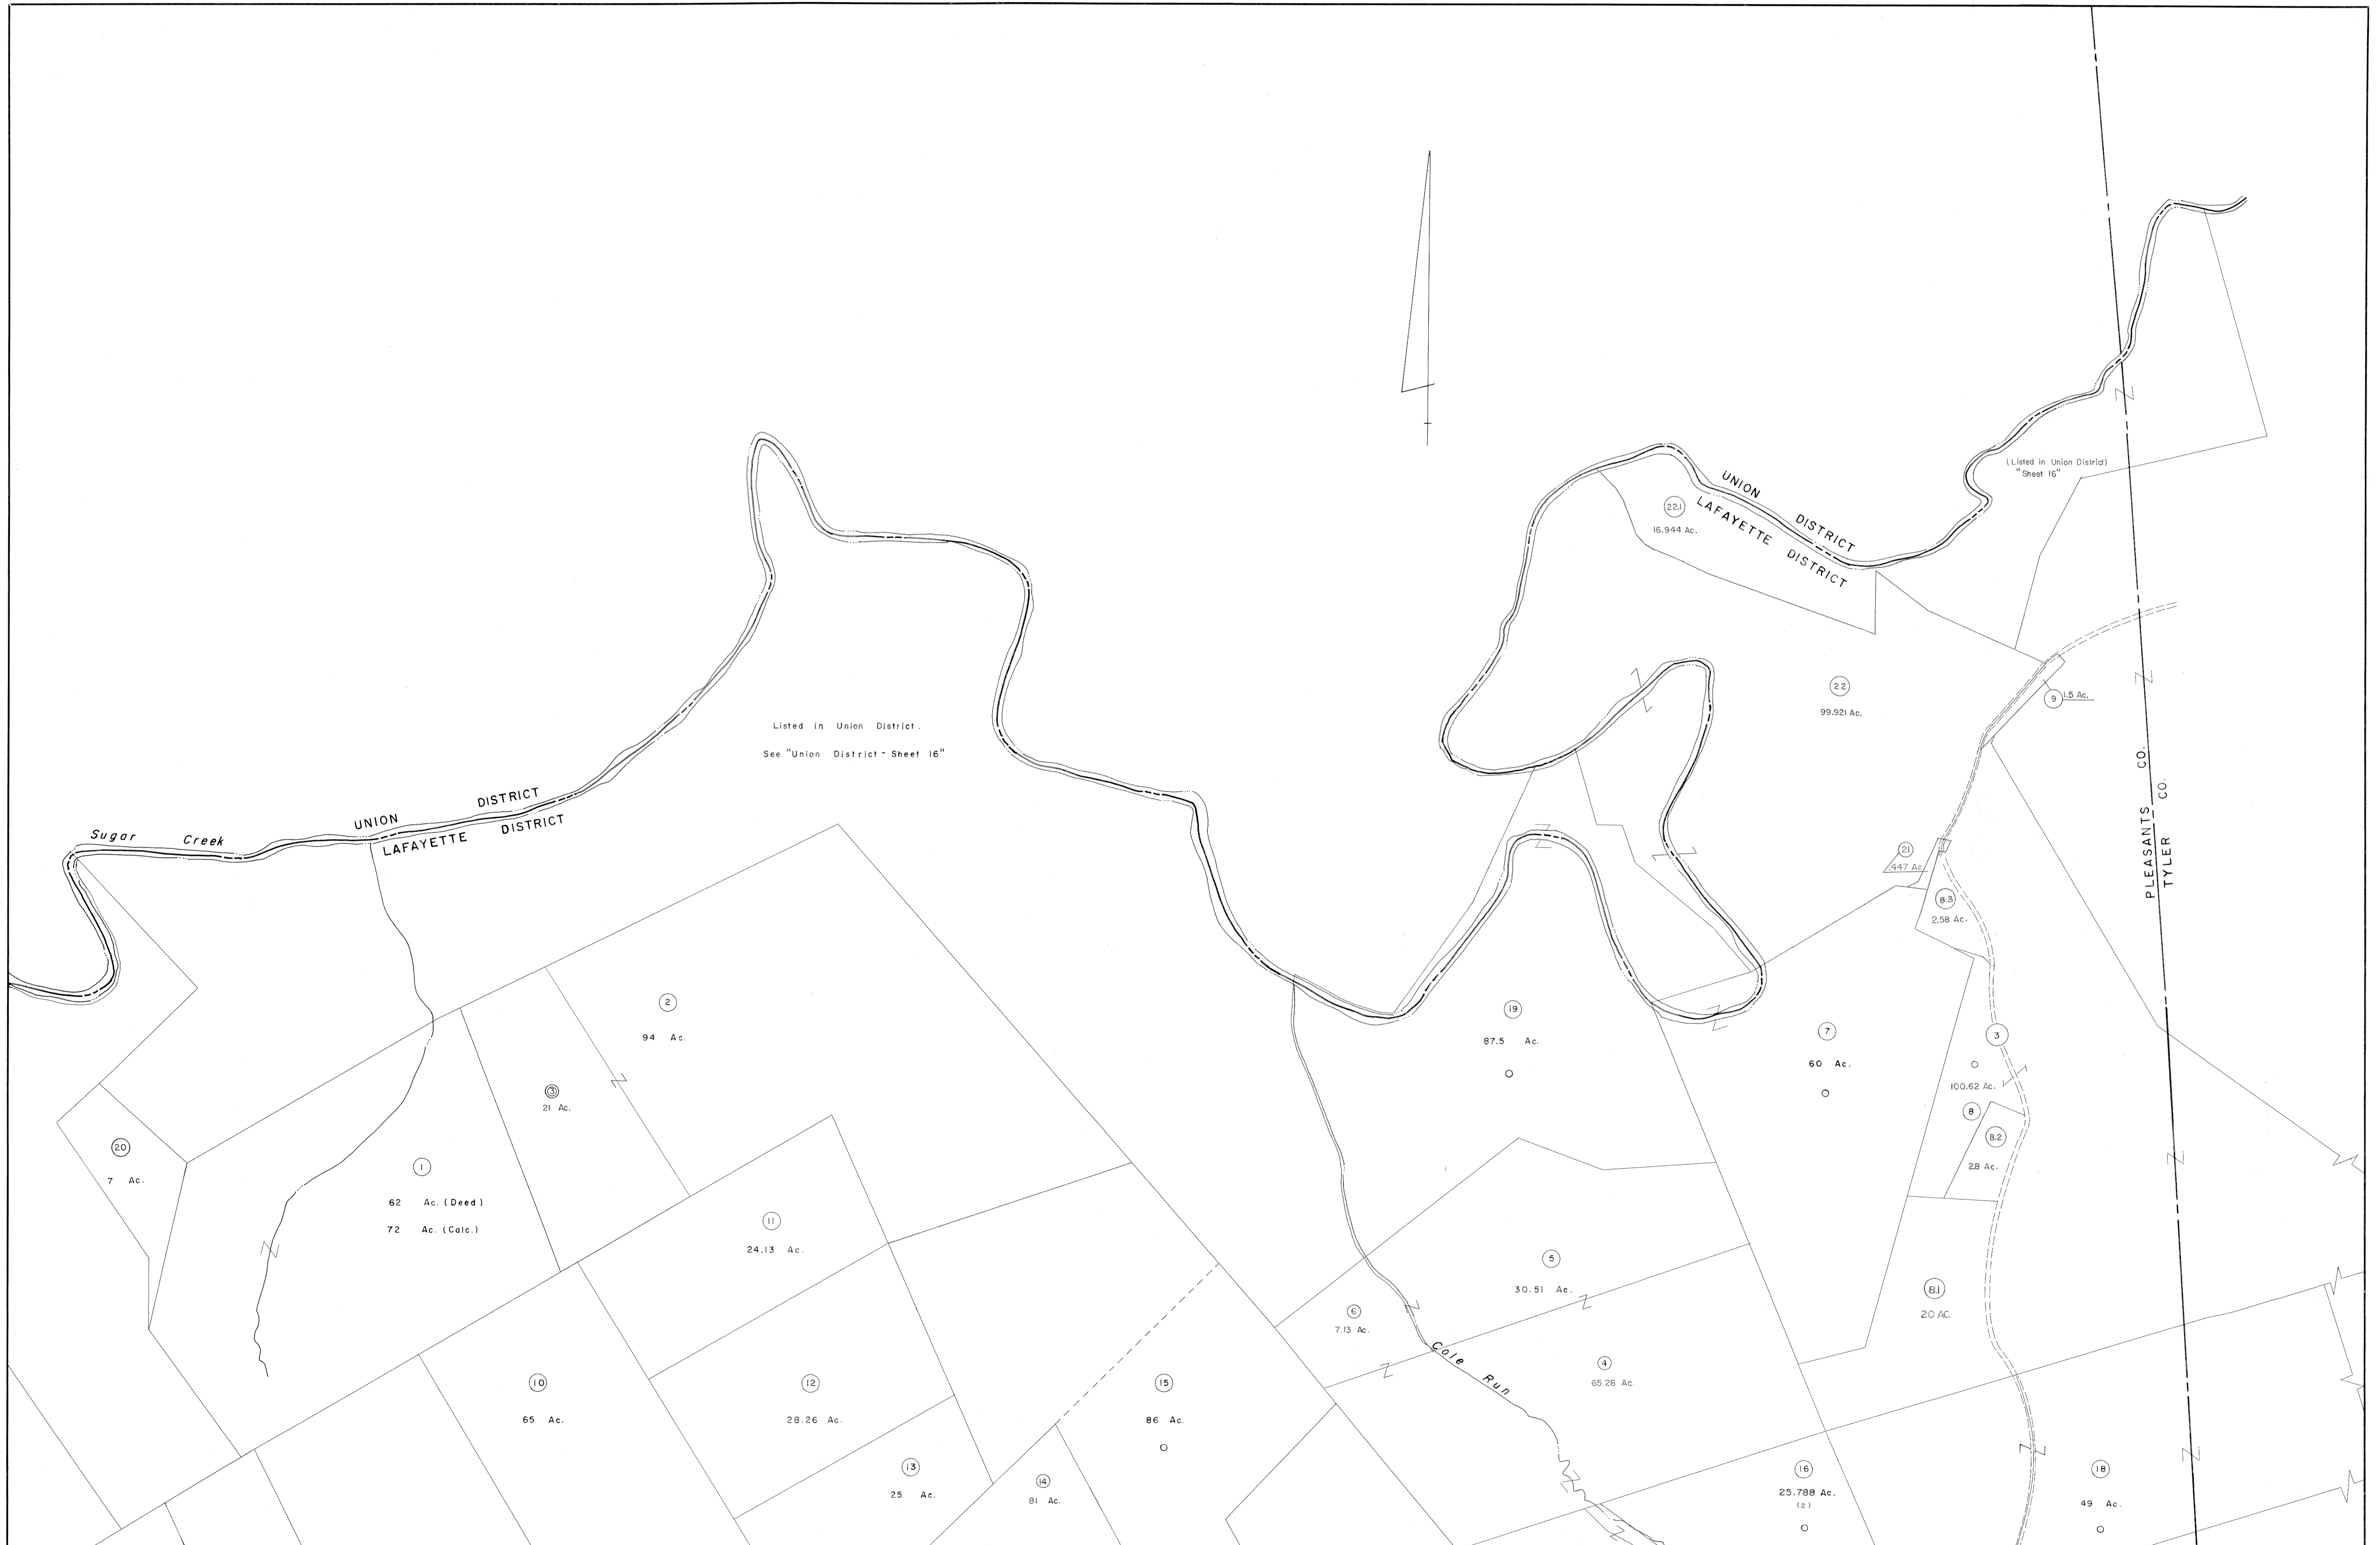 (Listed in Union District)
"Sheet 16"
UNION DISTRICT
LAFAYETTE DISTRICT
22.1
16.944 Ac.
22
99.921 Ac.
9 1.5 Ac.
Listed in Union District.
See "Union District - Sheet 16"
PLEASANTS CO.
TYLER CO.
Sugar Creek
UNION DISTRICT
LAFAYETTE DISTRICT
21
.447 Ac.
8.3
2.58 Ac.
2
94 Ac.
19
87.5 Ac.
7
60 Ac.
3
100.62 Ac.
8
8.2
2.8 Ac.
3
21 Ac.
20
7 Ac.
1
62 Ac. (Deed)
72 Ac. (Calc.)
11
24.13 Ac.
5
30.51 Ac.
6
7.13 Ac.
8.1
20 AC.
Cole Run
4
65.28 Ac.
10
65 Ac.
12
28.26 Ac.
15
86 Ac.
13
25 Ac.
14
81 Ac.
16
25.788 Ac.
(2)
18
49 Ac.